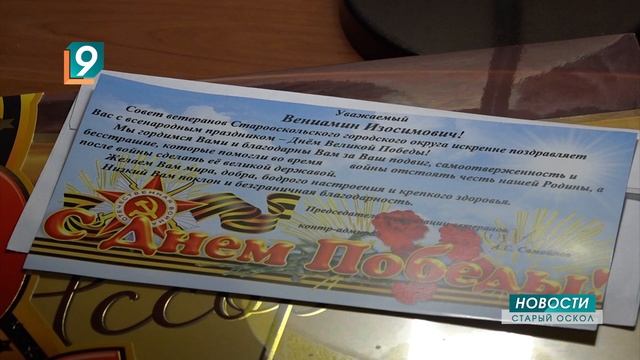 9
Уважаемый
Вениамин Изосимович!
Совет ветеранов Старооскольского городского округа искренне поздравляет
Вас с всенародным праздником – Днём Великой Победы!
Мы гордимся Вами и благодарны Вам за Ваш подвиг, самоотверженность и
бесстрашие, которые помогли во время войны отстоять честь нашей Родины, а
после войны сделать её великой державой.
Желаем Вам мира, добра, бодрого настроения и крепкого здоровья.
Низкий Вам поклон и безграничная благодарность.
Председатель
контр-адмирал
С Днем Победы!
НОВОСТИ
СТАРЫЙ ОСКОЛ